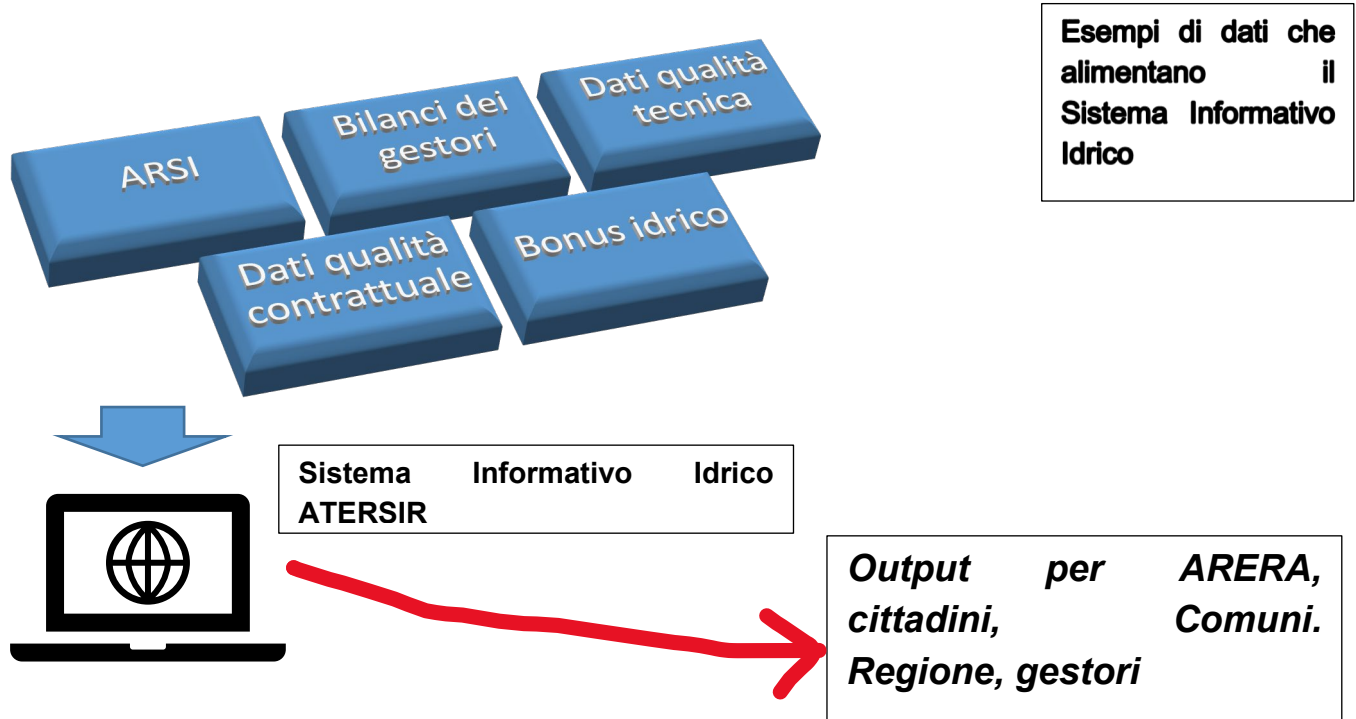 Esempi di dati che
alimentano il
Sistema Informativo
Idrico
Dati qualità
tecnica
Bilanci dei
gestori
ARSI
Bonus idrico
Dati qualità
contrattuale
Sistema Informativo Idrico
ATERSIR
Output per ARERA,
cittadini, Comuni.
Regione, gestori